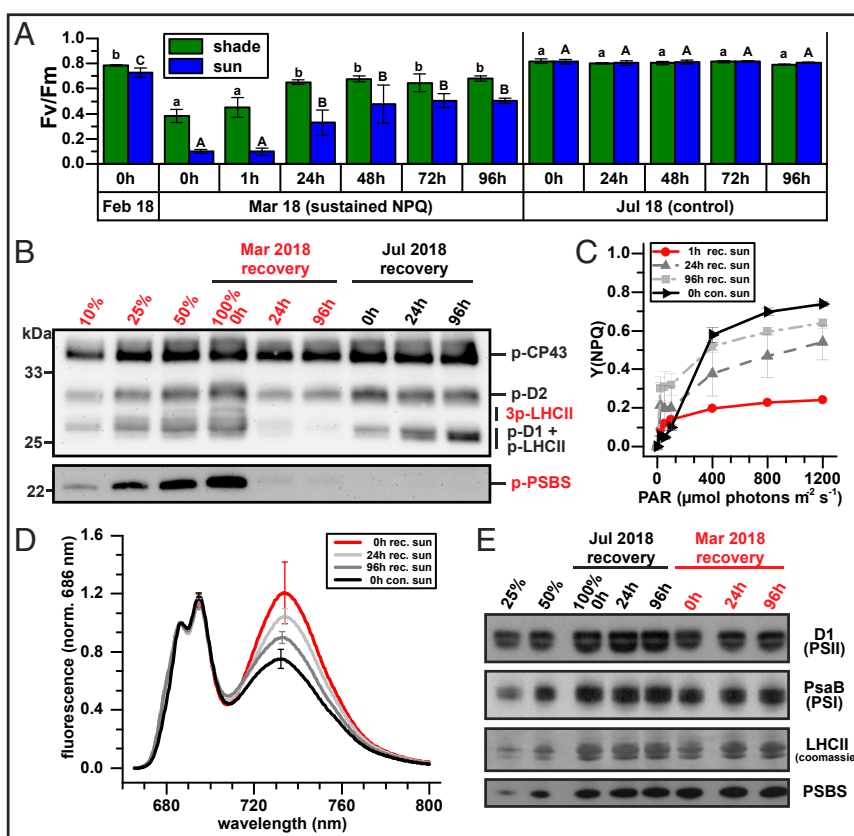 A
Fv/Fm
1.0
0.8
0.6
0.4
0.2
0.0
shade
sun
b C a A a A b B b B b B b B a A a A a A a A a A
0h 0h 1h 24h 48h 72h 96h 0h 24h 48h 72h 96h
Feb 18 Mar 18 (sustained NPQ) Jul 18 (control)
B
Mar 2018 recovery
Jul 2018 recovery
10% 25% 50% 100% 0h 24h 96h 0h 24h 96h
kDa
33
25
22
p-CP43
p-D2
3p-LHCII
p-D1 +
p-LHCII
p-PSBS
C
1h rec. sun
24h rec. sun
96h rec. sun
0h con. sun
Y(NPQ)
1.0
0.8
0.6
0.4
0.2
0.0
0 400 800 1200
PAR (µmol photons m⁻² s⁻¹)
D
0h rec. sun
24h rec. sun
96h rec. sun
0h con. sun
fluorescence (norm. 686 nm)
1.6
1.2
0.8
0.4
0.0
680 720 760 800
wavelength (nm)
E
Jul 2018 recovery
Mar 2018 recovery
25% 50% 100% 0h 24h 96h 0h 24h 96h
D1
(PSII)
PsaB
(PSI)
LHCII
(coomassie)
PSBS